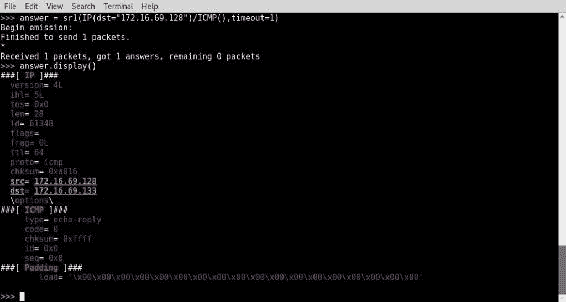 File Edit View Search Terminal Help
>>> answer = sr1(IP(dst="172.16.69.128")/ICMP(),timeout=1)
Begin emission:
Finished to send 1 packets.
*
Received 1 packets, got 1 answers, remaining 0 packets
>>> answer.display()
###[ IP ]###
version= 4L
ihl= 5L
tos= 0x0
len= 28
id= 61348
flags=
frag= 0L
ttl= 64
proto= icmp
chksum= 0xa816
src= 172.16.69.128
dst= 172.16.69.133
\options\
###[ ICMP ]###
type= echo-reply
code= 0
chksum= 0xffff
id= 0x0
seq= 0x0
###[ Padding ]###
load= '\x00\x00\x00\x00\x00\x00\x00\x00\x00\x00\x00\x00\x00\x00\x00\x00\x00\x00'
>>>